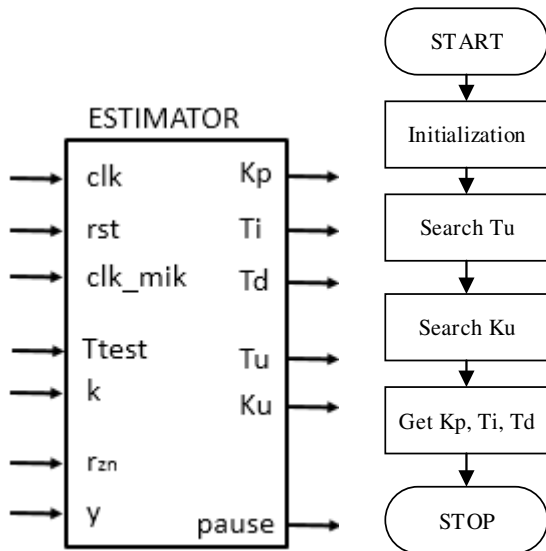 ESTIMATOR
clk
rst
clk_mik
Ttest
k
rzn
y
Kp
Ti
Td
Tu
Ku
pause
START
Initialization
Search Tu
Search Ku
Get Kp, Ti, Td
STOP